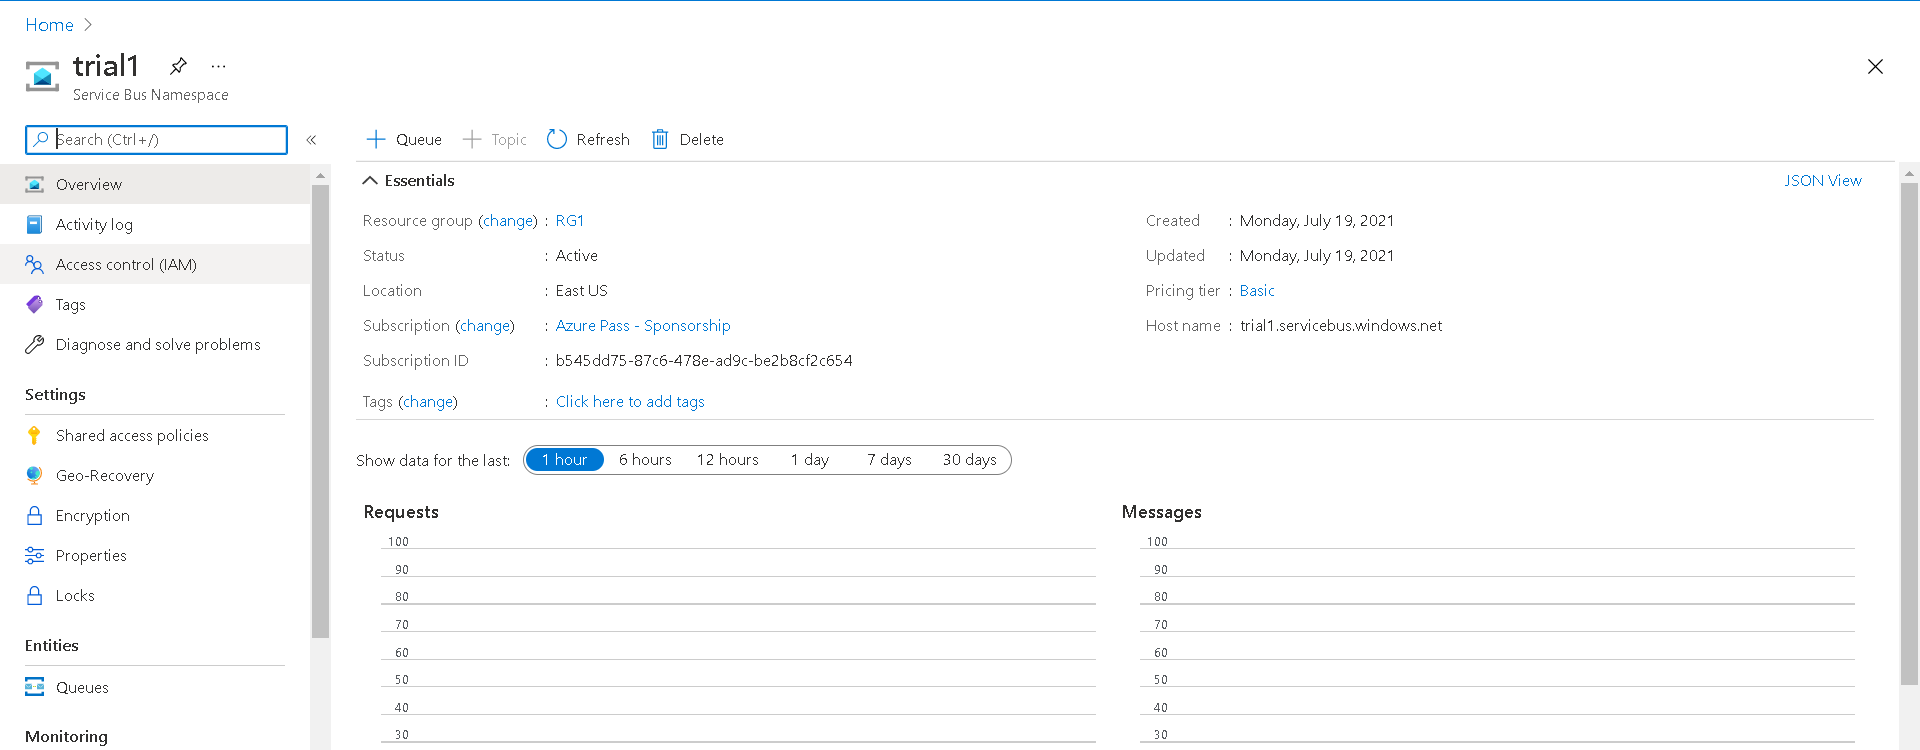 Home
trial1
Service Bus Namespace
Search (Ctrl+/)
Queue Topic Refresh Delete
Overview
Activity log
Access control (IAM)
Tags
Diagnose and solve problems
Settings
Shared access policies
Geo-Recovery
Encryption
Properties
Locks
Entities
Queues
Monitoring
Essentials
JSON View
Resource group (change) : RG1
Status : Active
Location : East US
Subscription (change) : Azure Pass - Sponsorship
Subscription ID : b545dd75-87c6-478e-ad9c-be2b8cf2c654
Tags (change) : Click here to add tags
Created : Monday, July 19, 2021
Updated : Monday, July 19, 2021
Pricing tier : Basic
Host name : trial1.servicebus.windows.net
Show data for the last: 1 hour 6 hours 12 hours 1 day 7 days 30 days
Requests
100
90
80
70
60
50
40
30
Messages
100
90
80
70
60
50
40
30